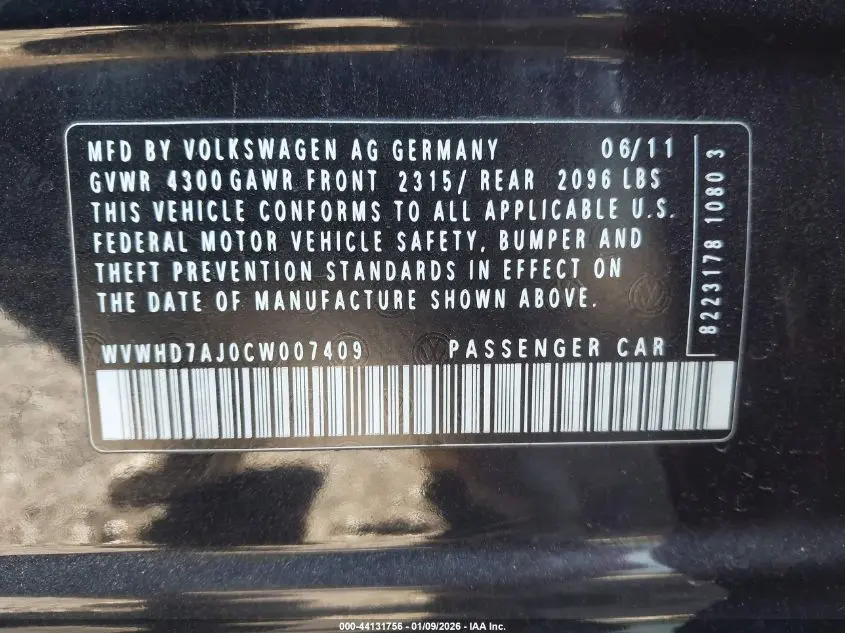 MFD BY VOLKSWAGEN AG GERMANY 06/11
GVWR 4300 GAWR FRONT 2315/ REAR 2096 LBS
THIS VEHICLE CONFORMS TO ALL APPLICABLE U.S.
FEDERAL MOTOR VEHICLE SAFETY, BUMPER AND
THEFT PREVENTION STANDARDS IN EFFECT ON
THE DATE OF MANUFACTURE SHOWN ABOVE.
WVWHD7AJ0CW007409 PASSENGER CAR
8223178 1080 3
000-44131756 - 01/09/2026 - IAA Inc.